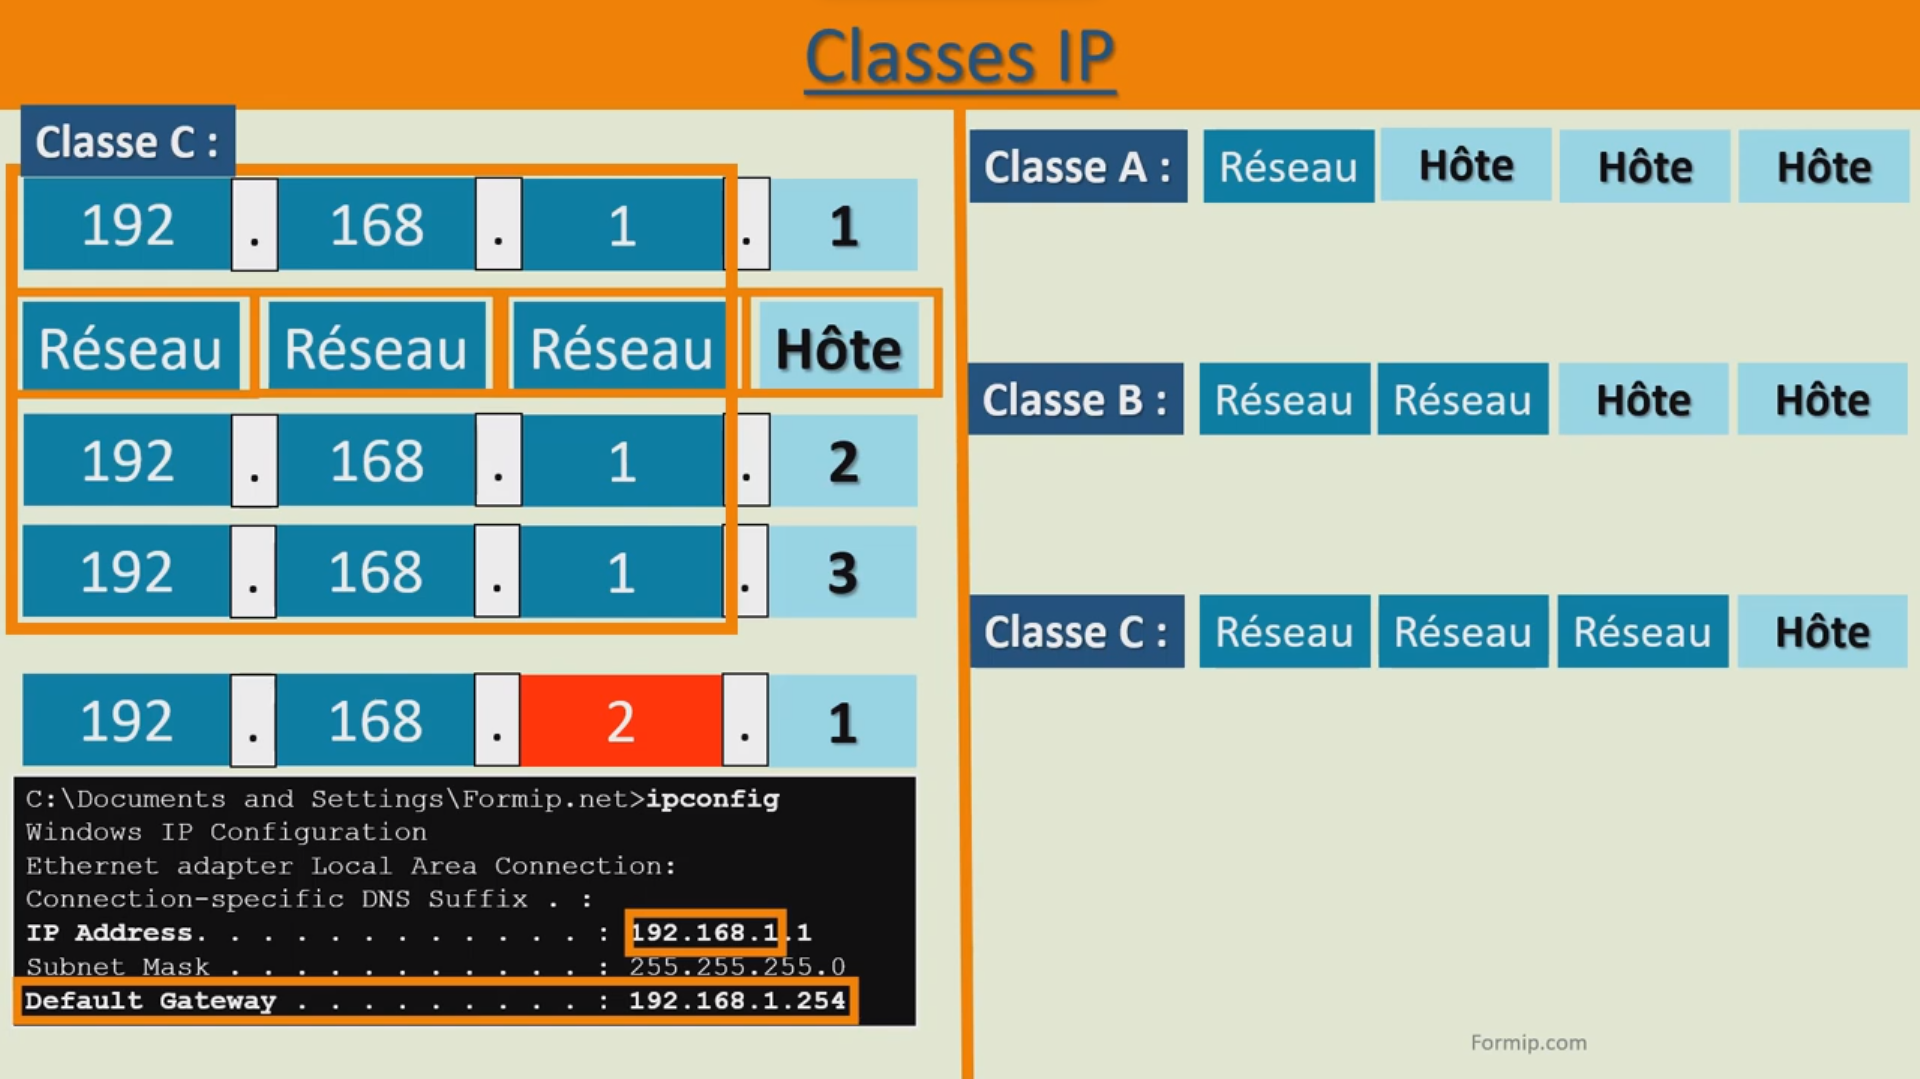 Classes IP
Classe C :
192 . 168 . 1 . 1
Réseau Réseau Réseau Hôte
192 . 168 . 1 . 2
192 . 168 . 1 . 3
192 . 168 . 2 . 1
C:\Documents and Settings\Formip.net>ipconfig
Windows IP Configuration
Ethernet adapter Local Area Connection:
Connection-specific DNS Suffix . :
IP Address. . . . . . . . . . . . : 192.168.1.1
Subnet Mask . . . . . . . . . . . : 255.255.255.0
Default Gateway . . . . . . . . . : 192.168.1.254
Classe A : Réseau Hôte Hôte Hôte
Classe B : Réseau Réseau Hôte Hôte
Classe C : Réseau Réseau Réseau Hôte
Formip.com